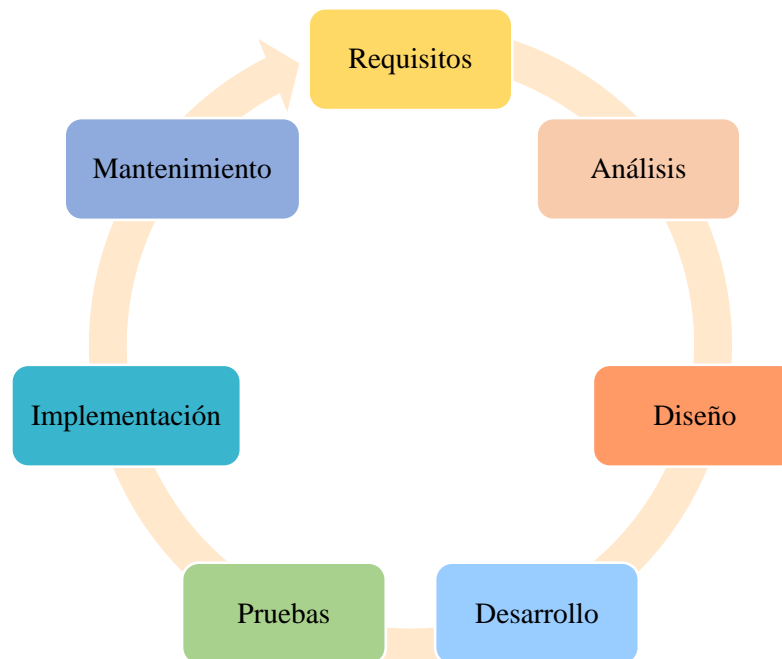 Requisitos
Análisis
Diseño
Desarrollo
Pruebas
Implementación
Mantenimiento